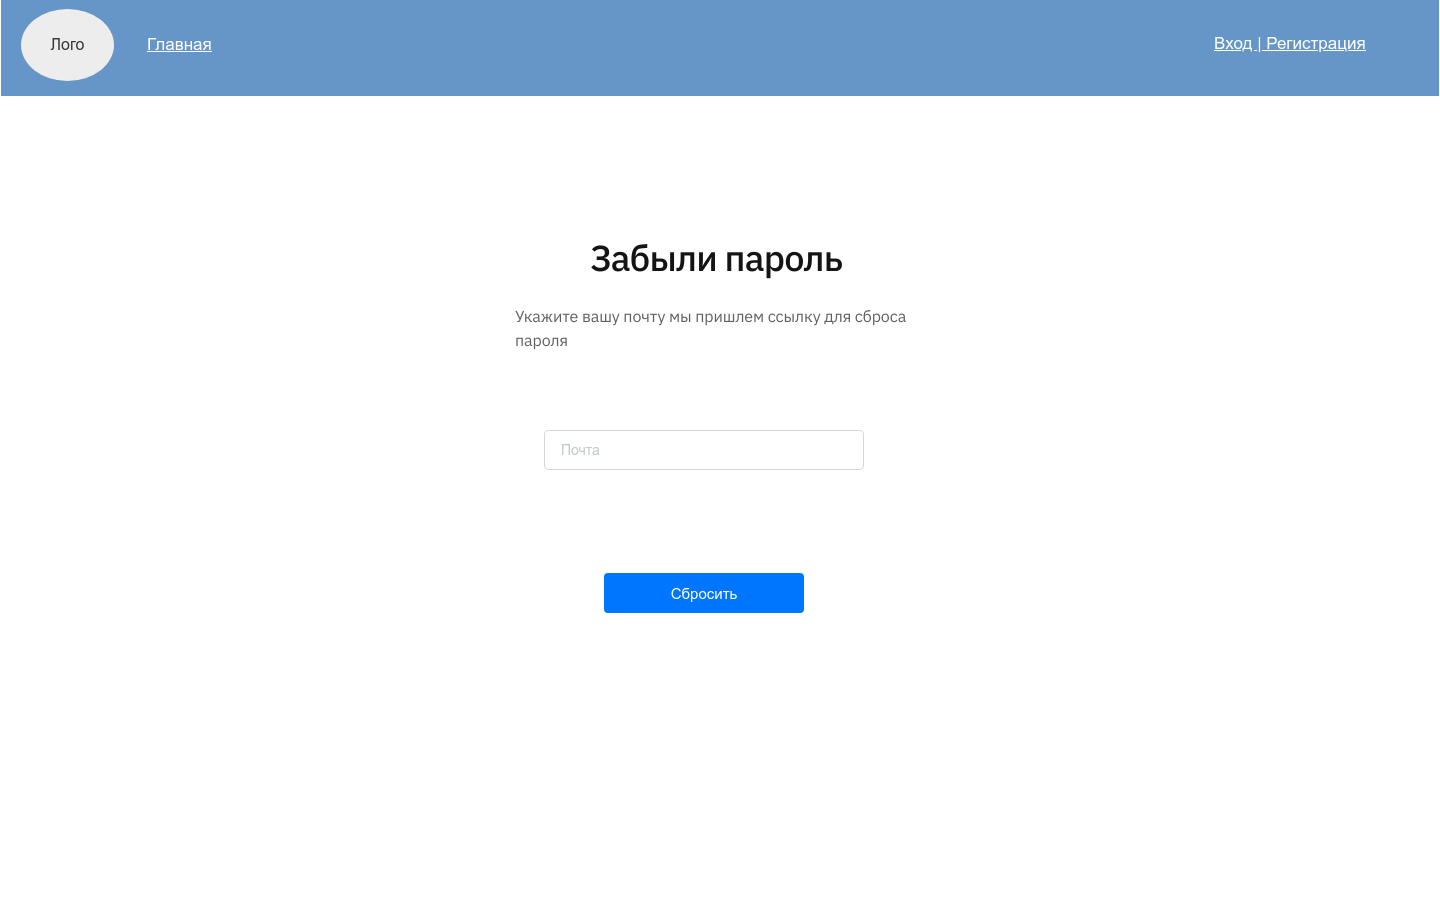 Лого
Главная
Вход | Регистрация
Забыли пароль
Укажите вашу почту мы пришлем ссылку для сброса
пароля
Почта
Сбросить